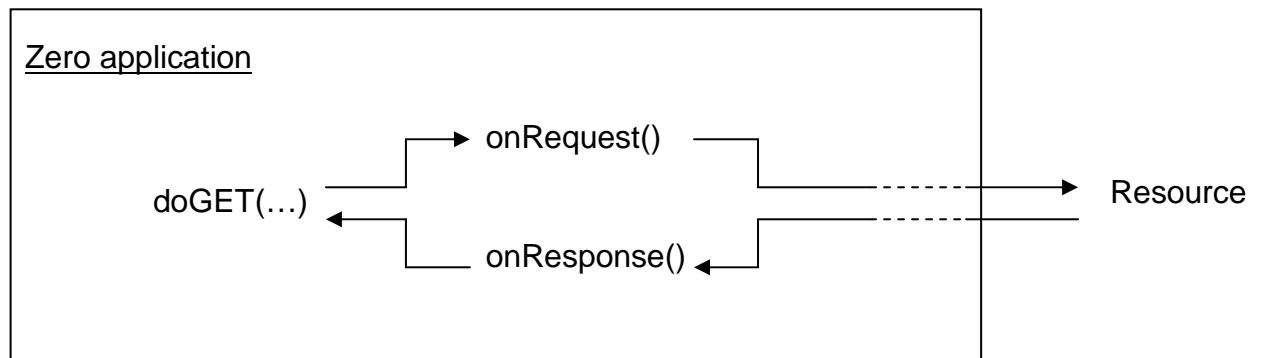 Zero application
onRequest()
doGET(…)
Resource
onResponse()